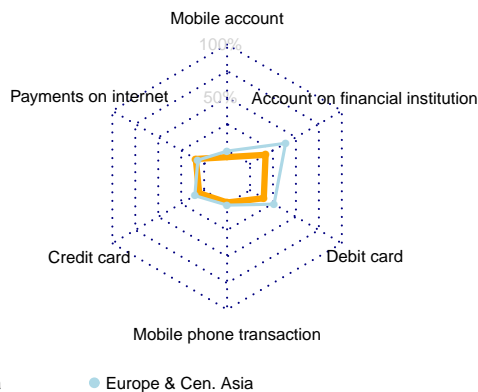 Mobile account
100%
50%
Payments on internet
Account on financial institution
Credit card
Debit card
Mobile phone transaction
Europe & Cen. Asia